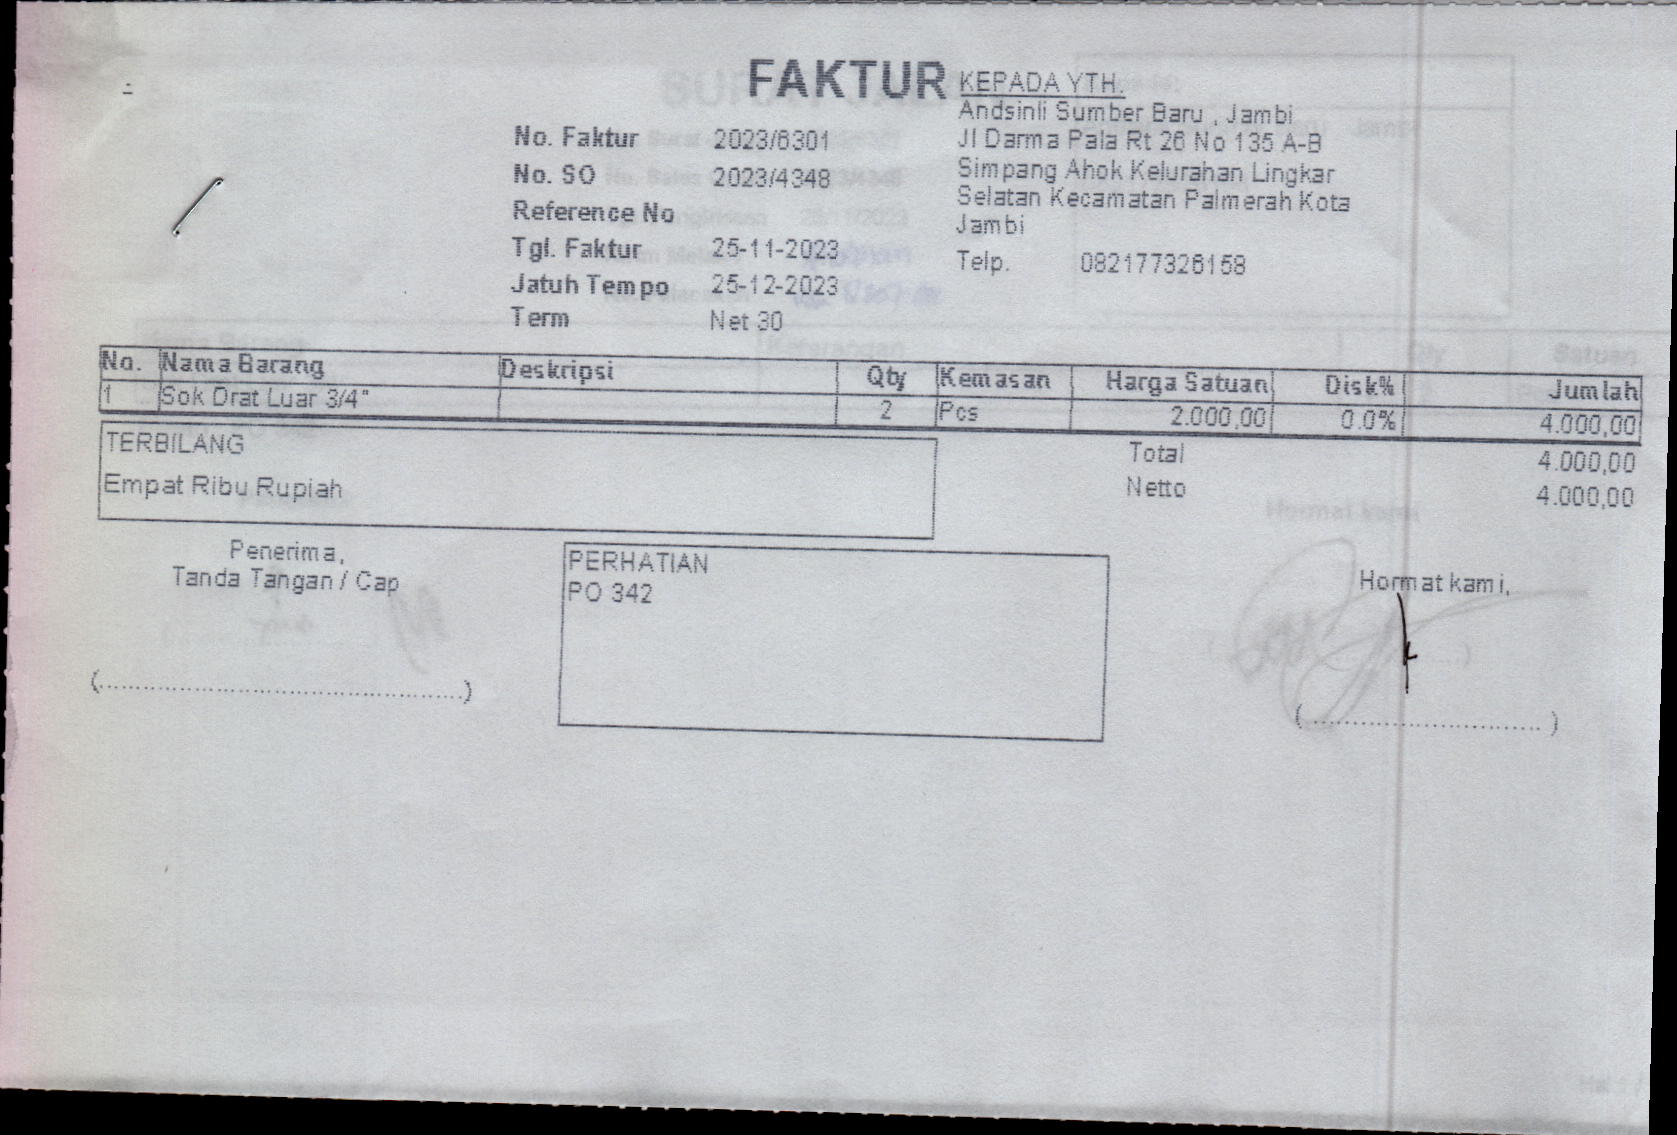 FAKTUR
No. Faktur 2023/6301
No. SO 2023/4348
Reference No
Tgl. Faktur 25-11-2023
Jatuh Tempo 25-12-2023
Term Net 30
KEPADA YTH.
Andsinli Sumber Baru , Jambi
Jl Darma Pala Rt 26 No 135 A-B
Simpang Ahok Kelurahan Lingkar
Selatan Kecamatan Palmerah Kota
Jambi
Telp. 082177326158
No. Nama Barang Deskripsi Qty Kemasan Harga Satuan Disk% Jumlah
1 Sok Drat Luar 3/4" 2 Pcs 2.000,00 0.0% 4.000,00
TERBILANG
Empat Ribu Rupiah
Total 4.000,00
Netto 4.000,00
Penerima,
Tanda Tangan / Cap
(....................................................)
PERHATIAN
PO 342
Hormat kami,
(.................................)